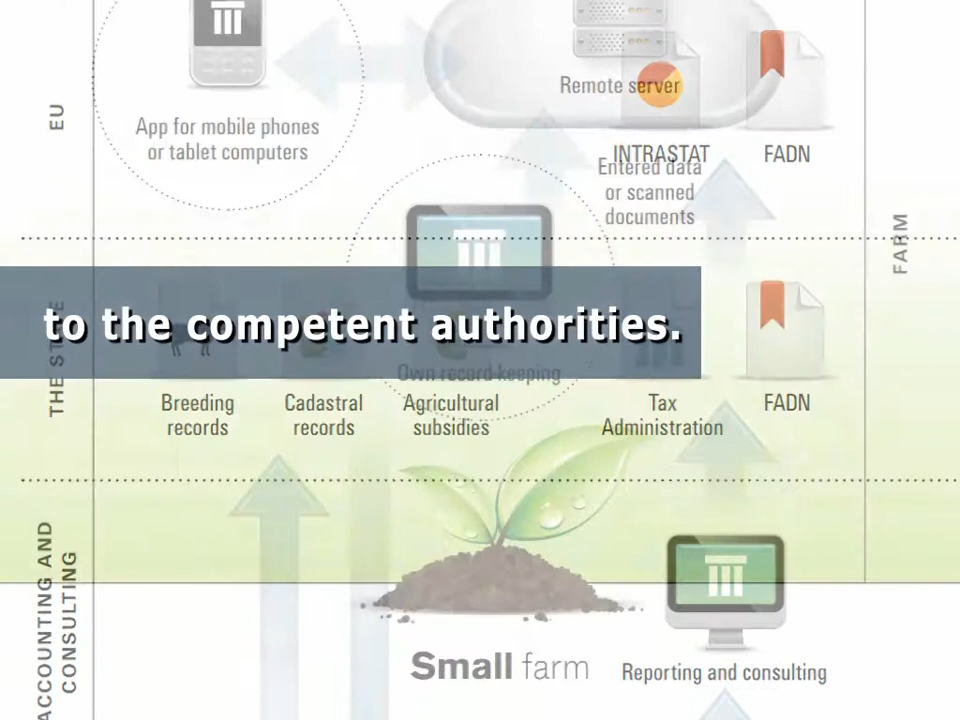 EU
App for mobile phones
or tablet computers
Remote server
INTRASTAT
FADN
Entered data
or scanned
documents
FARM
to the competent authorities.
THE STATE
Own record-keeping
FADN
Breeding
records
Cadastral
records
Agricultural
subsidies
Tax
Administration
ACCOUNTING AND
CONSULTING
Small farm
Reporting and consulting